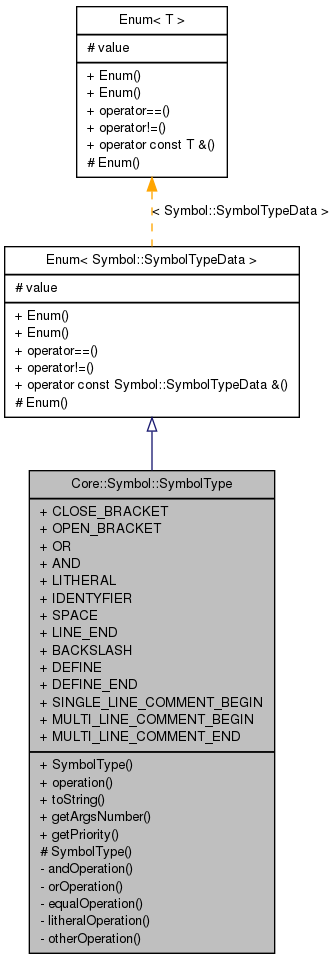 Enum< T >
# value
+ Enum()
+ Enum()
+ operator==()
+ operator!=()
+ operator const T &()
# Enum()
< Symbol::SymbolTypeData >
Enum< Symbol::SymbolTypeData >
# value
+ Enum()
+ Enum()
+ operator==()
+ operator!=()
+ operator const Symbol::SymbolTypeData &()
# Enum()
Core::Symbol::SymbolType
+ CLOSE_BRACKET
+ OPEN_BRACKET
+ OR
+ AND
+ LITHERAL
+ IDENTYFIER
+ SPACE
+ LINE_END
+ BACKSLASH
+ DEFINE
+ DEFINE_END
+ SINGLE_LINE_COMMENT_BEGIN
+ MULTI_LINE_COMMENT_BEGIN
+ MULTI_LINE_COMMENT_END
+ SymbolType()
+ operation()
+ toString()
+ getArgsNumber()
+ getPriority()
# SymbolType()
- andOperation()
- orOperation()
- equalOperation()
- litheralOperation()
- otherOperation()